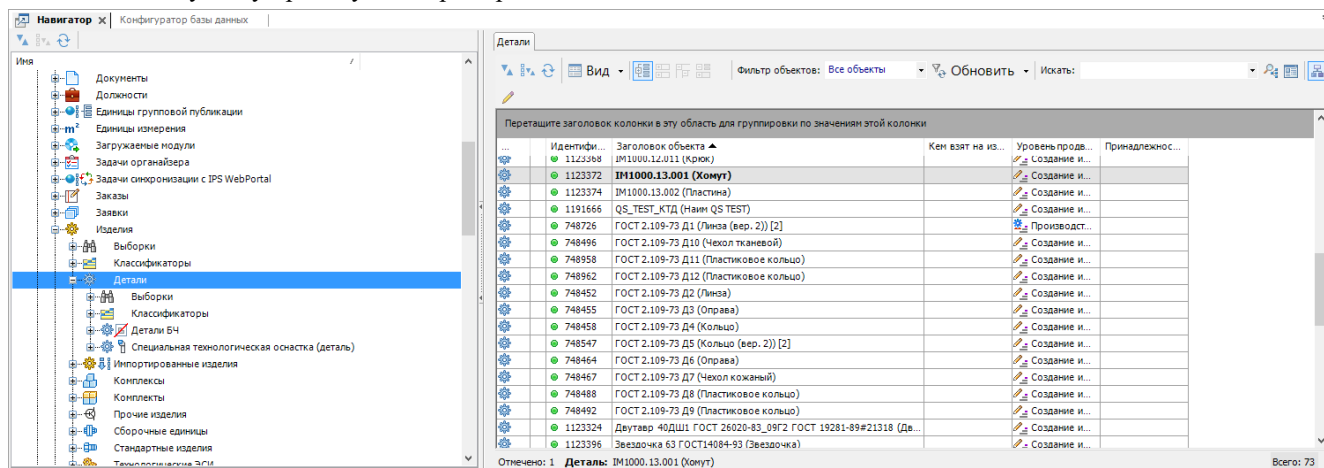 Навигатор x Конфигуратор базы данных
Детали
Имя /
Документы
Должности
Единицы групповой публикации
Единицы измерения
Загружаемые модули
Задачи органайзера
Задачи синхронизации с IPS WebPortal
Заказы
Заявки
Изделия
Выборки
Классификаторы
Детали
Выборки
Классификаторы
Детали БЧ
Специальная технологическая оснастка (деталь)
Импортированные изделия
Комплексы
Комплекты
Прочие изделия
Сборочные единицы
Стандартные изделия
Технологические ЭСИ
Вид Фильтр объектов: Все объекты Обновить Искать:
Перетащите заголовок колонки в эту область для группировки по значениям этой колонки
... Идентифи... Заголовок объекта Кем взят на из... Уровень продв... Принадлежнос...
1123368 IM1000.12.011 (Крюк) Создание и...
1123372 IM1000.13.001 (Хомут) Создание и...
1123374 IM1000.13.002 (Пластина) Создание и...
1191666 QS_TEST_КТД (Наим QS TEST) Создание и...
748726 ГОСТ 2.109-73 Д1 (Линза (вер. 2)) [2] Производст...
748496 ГОСТ 2.109-73 Д10 (Чехол тканевой) Создание и...
748958 ГОСТ 2.109-73 Д11 (Пластиковое кольцо) Создание и...
748962 ГОСТ 2.109-73 Д12 (Пластиковое кольцо) Создание и...
748452 ГОСТ 2.109-73 Д2 (Линза) Создание и...
748455 ГОСТ 2.109-73 Д3 (Оправа) Создание и...
748458 ГОСТ 2.109-73 Д4 (Кольцо) Создание и...
748547 ГОСТ 2.109-73 Д5 (Кольцо (вер. 2)) [2] Создание и...
748464 ГОСТ 2.109-73 Д6 (Оправа) Создание и...
748467 ГОСТ 2.109-73 Д7 (Чехол кожаный) Создание и...
748488 ГОСТ 2.109-73 Д8 (Пластиковое кольцо) Создание и...
748492 ГОСТ 2.109-73 Д9 (Пластиковое кольцо) Создание и...
1123324 Двутавр 40ДШ1 ГОСТ 26020-83_09Г2 ГОСТ 19281-89#21318 (Дв... Создание и...
1123396 Звездочка 63 ГОСТ14084-93 (Звездочка) Создание и...
Отмечено: 1 Деталь: IM1000.13.001 (Хомут) Всего: 73